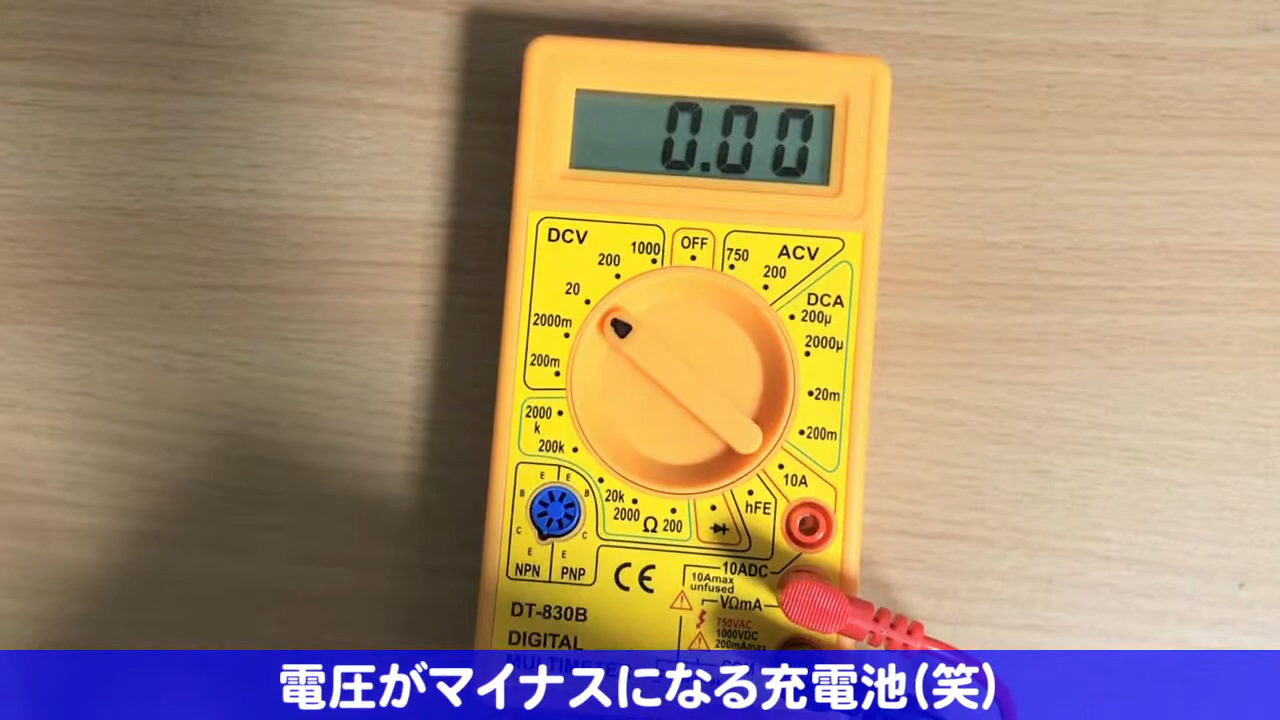 0.00
DCV
1000
OFF
750
ACV
200
200
20
DCA
200μ
2000m
2000μ
200m
20m
200m
2000
k
200k
10A
20k
2000
Ω
200
hFE
E
E
B
B
C
C
E
E
NPN
PNP
CE
10ADC
10Amax
unfused
VΩmA
750VAC
1000VDC
200mAmax
DT-830B
DIGITAL
MULTIMETER
COM
電圧がマイナスになる充電池(笑)